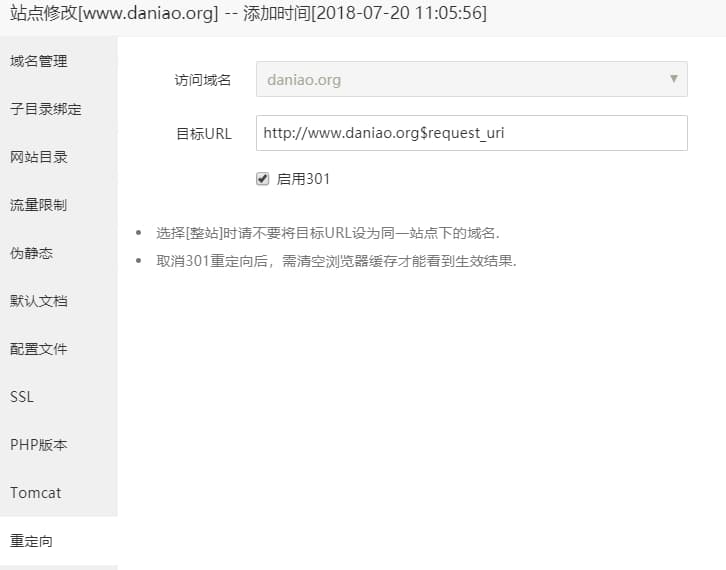 站点修改[www.daniao.org] -- 添加时间[2018-07-20 11:05:56]
域名管理
子目录绑定
网站目录
流量限制
伪静态
默认文档
配置文件
SSL
PHP版本
Tomcat
重定向
访问域名 daniao.org ▼
目标URL http://www.daniao.org$request_uri
启用301
• 选择[整站]时请不要将目标URL设为同一站点下的域名.
• 取消301重定向后，需清空浏览器缓存才能看到生效结果.